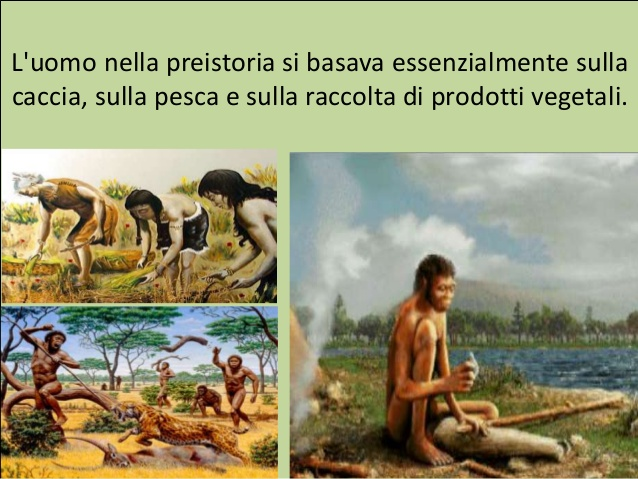 L'uomo nella preistoria si basava essenzialmente sulla
caccia, sulla pesca e sulla raccolta di prodotti vegetali.